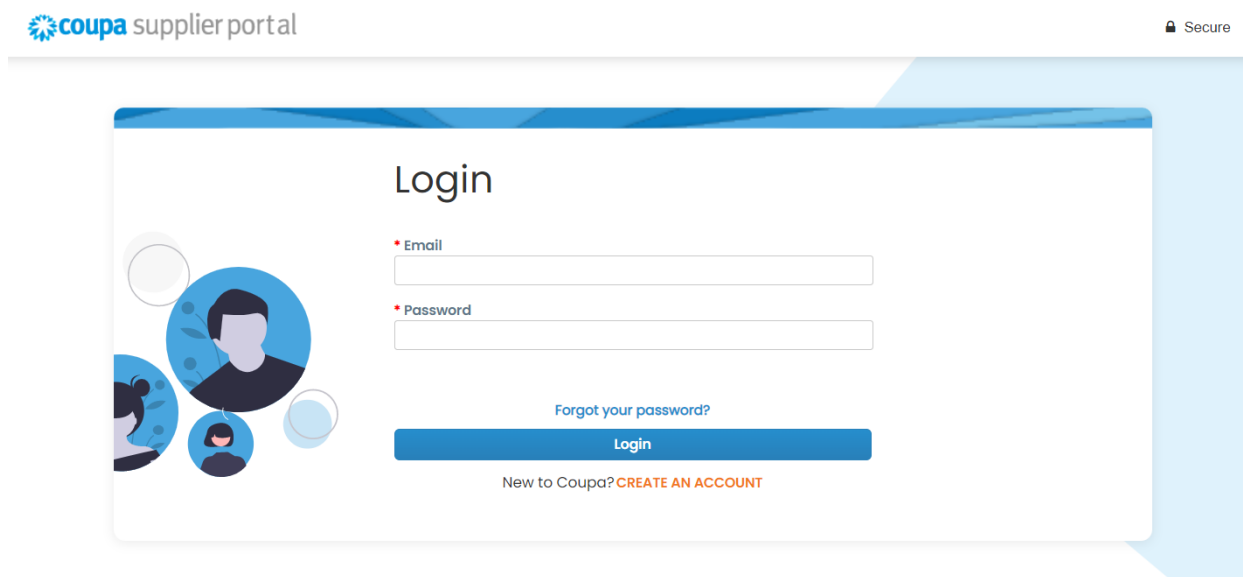 coupa supplier portal
Secure
Login
* Email
* Password
Forgot your password?
Login
New to Coupa? CREATE AN ACCOUNT